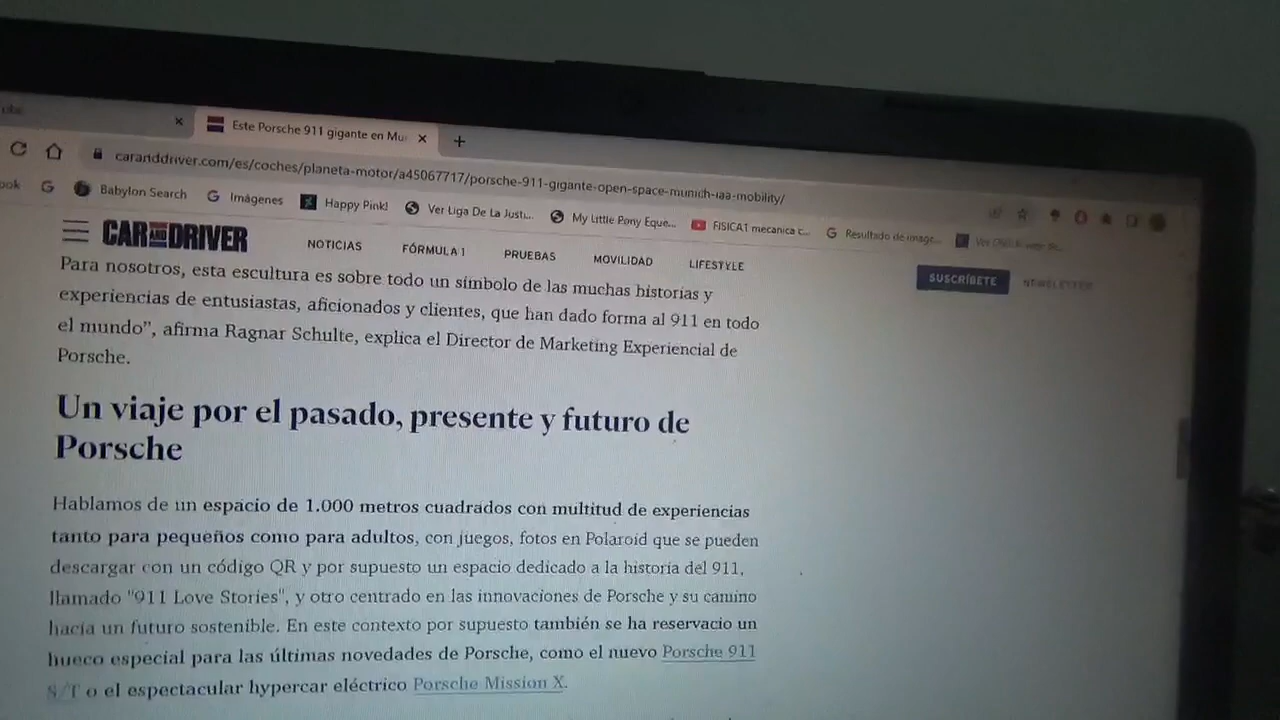 Este Porsche 911 gigante en Mu
caranddriver.com/es/coches/planeta-motor/a45067717/porsche-911-gigante-open-space-munich-iaa-mobility/
ook Babylon Search Imágenes Happy Pink! Ver Liga De La Justi... My Little Pony Eque... FISICAT mecanica c... Resultado de image...
CAR AND DRIVER NOTICIAS FÓRMULA 1 PRUEBAS MOVILIDAD LIFESTYLE SUSCRÍBETE NEWSLETTER
Para nosotros, esta escultura es sobre todo un símbolo de las muchas historias y
experiencias de entusiastas, aficionados y clientes, que han dado forma al 911 en todo
el mundo”, afirma Ragnar Schulte, explica el Director de Marketing Experiencial de
Porsche.
Un viaje por el pasado, presente y futuro de
Porsche
Hablamos de un espacio de 1.000 metros cuadrados con multitud de experiencias
tanto para pequeños como para adultos, con juegos, fotos en Polaroid que se pueden
descargar con un código QR y por supuesto un espacio dedicado a la historia del 911,
llamado "911 Love Stories", y otro centrado en las innovaciones de Porsche y su camino
hacia un futuro sostenible. En este contexto por supuesto también se ha reservacio un
hueco especial para las últimas novedades de Porsche, como el nuevo Porsche 911
S/T o el espectacular hypercar eléctrico Porsche Mission X.